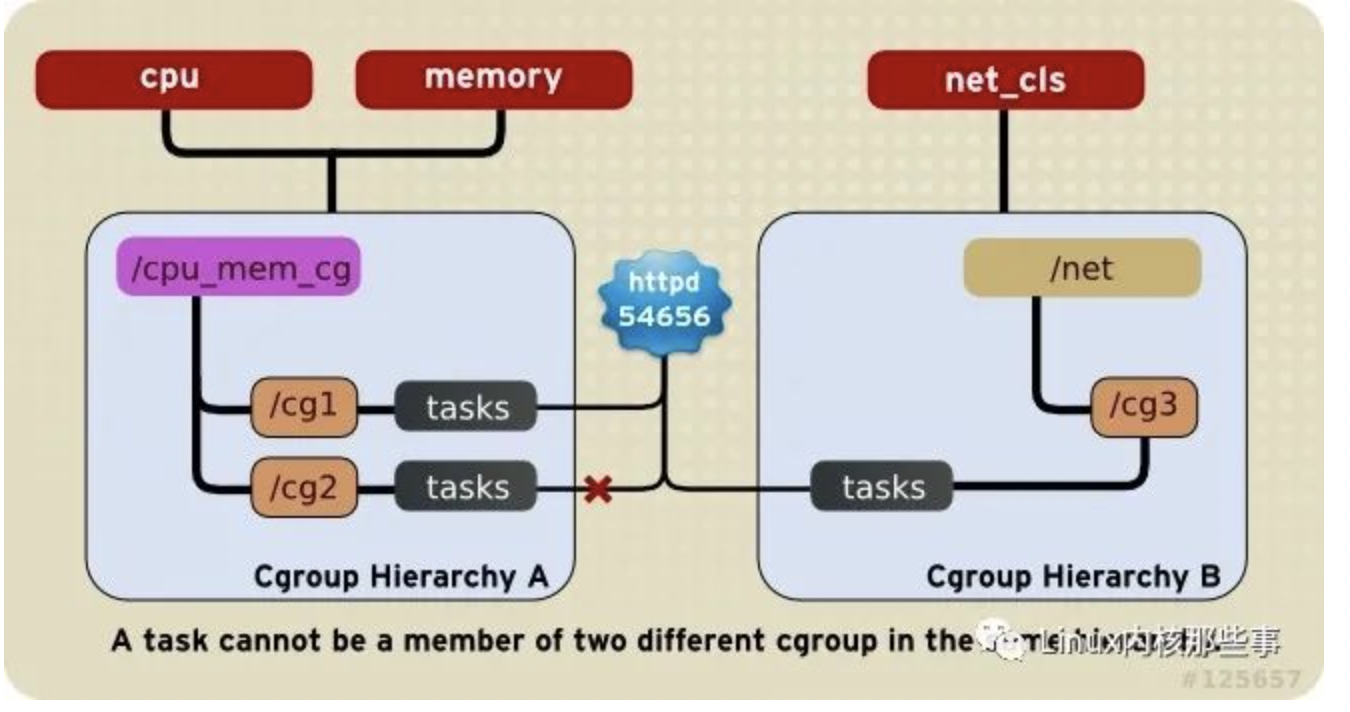 cpu
memory
net_cls
/cpu_mem_cg
/net
httpd
54656
/cg1
tasks
/cg3
/cg2
tasks
tasks
Cgroup Hierarchy A
Cgroup Hierarchy B
A task cannot be a member of two different cgroup in the
Linux内核那些事
#125657